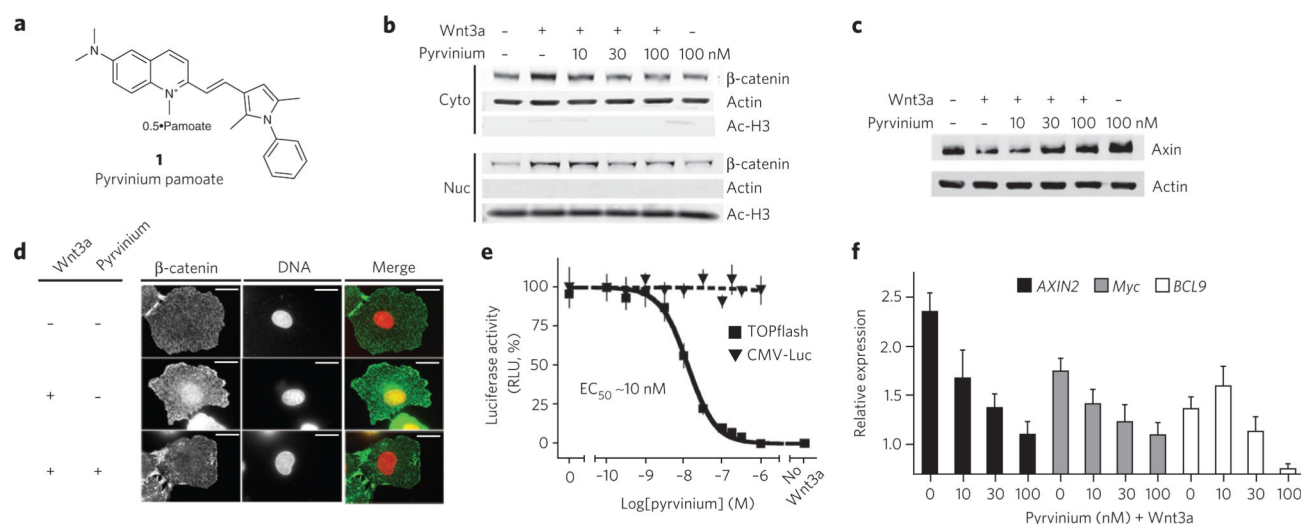 a
N
N+
N
0.5•Pamoate
1
Pyrvinium pamoate
b
Wnt3a – + + + + –
Pyrvinium – – 10 30 100 100 nM
Cyto
β-catenin
Actin
Ac-H3
Nuc
β-catenin
Actin
Ac-H3
c
Wnt3a – + + + + –
Pyrvinium – – 10 30 100 100 nM
Axin
Actin
d
Wnt3a Pyrvinium
β-catenin DNA Merge
– –
+ –
+ +
e
Luciferase activity
(RLU, %)
100
75
50
25
0
TOPflash
CMV-Luc
EC50 ~10 nM
0 -10 -9 -8 -7 -6 No Wnt3a
Log[pyrvinium] (M)
f
AXIN2 Myc BCL9
Relative expression
2.5
2.0
1.5
1.0
0 10 30 100 0 10 30 100 0 10 30 100
Pyrvinium (nM) + Wnt3a